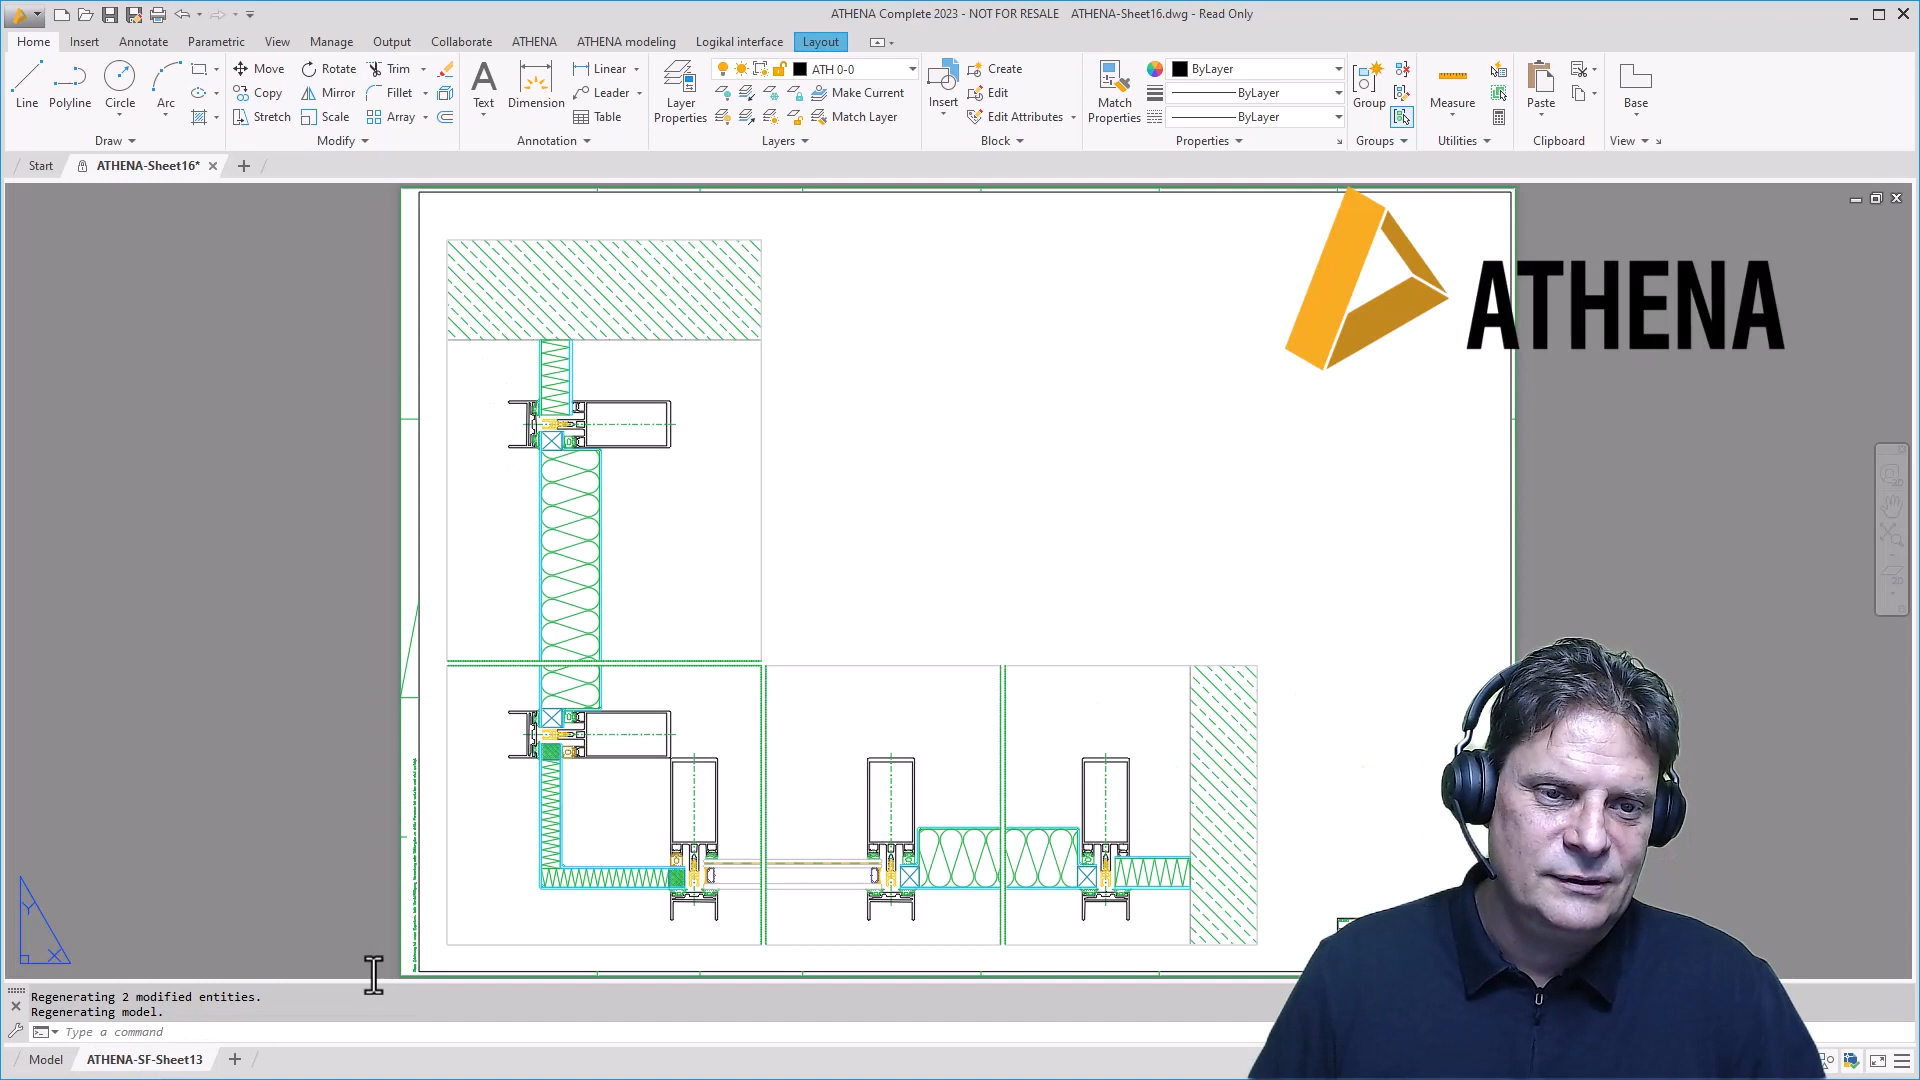 ATHENA Complete 2023 - NOT FOR RESALE ATHENA-Sheet16.dwg - Read Only
Home Insert Annotate Parametric View Manage Output Collaborate ATHENA ATHENA modeling Logikal interface Layout
Line
Polyline
Circle
Arc
Move Rotate Trim
Copy Mirror Fillet
Stretch Scale Array
Text
Dimension
Linear
Leader
Table
Layer
Properties
ATH 0-0
Make Current
Match Layer
Insert
Create
Edit
Edit Attributes
Match
Properties
ByLayer
ByLayer
ByLayer
Group
Measure
Paste
Base
Draw Modify Annotation Layers Block Properties Groups Utilities Clipboard View
Start ATHENA-Sheet16*
ATHENA
2D
2D
Y
X
Regenerating 2 modified entities.
Regenerating model.
Type a command
Model ATHENA-SF-Sheet13